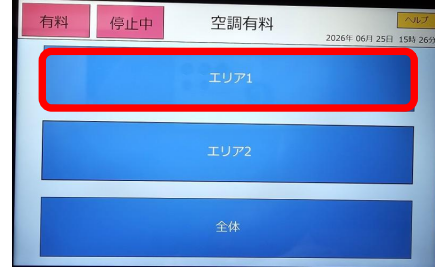 有料 停止中 空調有料 ヘルプ
2026年 06月 25日 15時 26分
エリア1
エリア2
全体